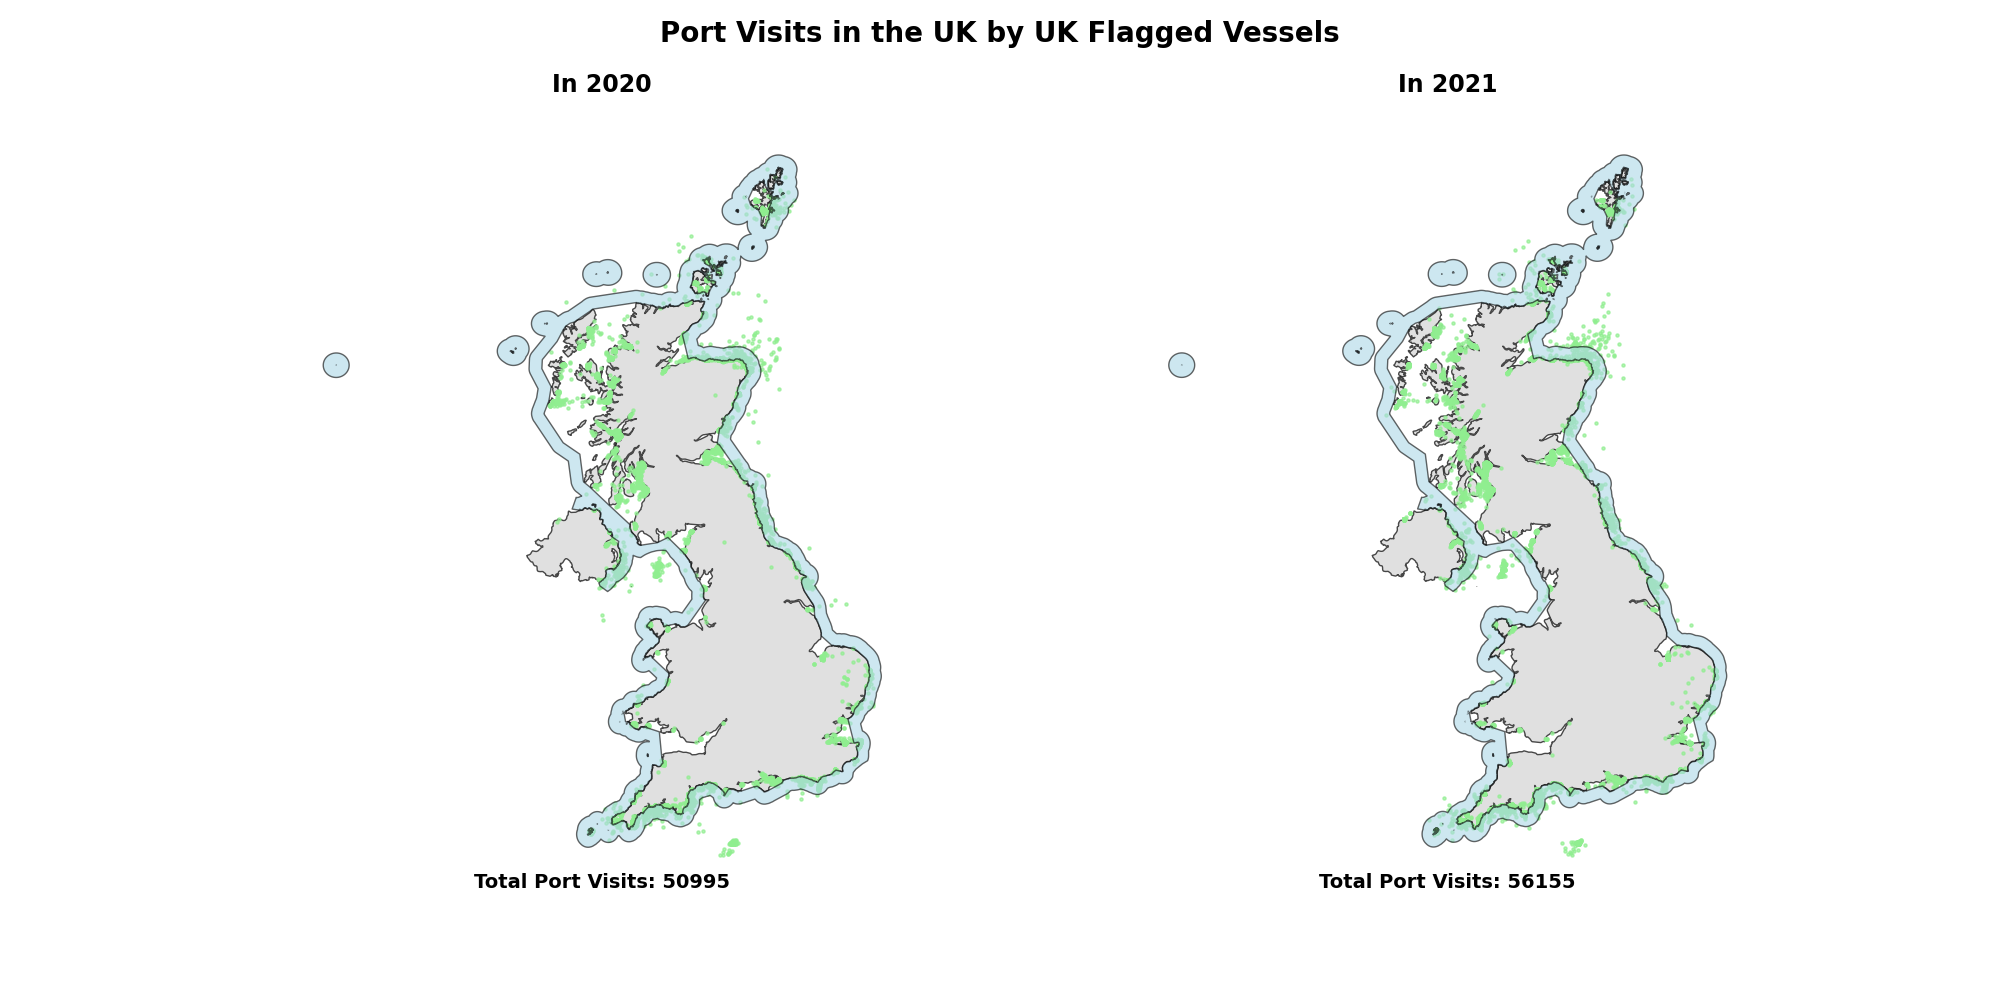 Port Visits in the UK by UK Flagged Vessels
In 2020
In 2021
Total Port Visits: 50995
Total Port Visits: 56155